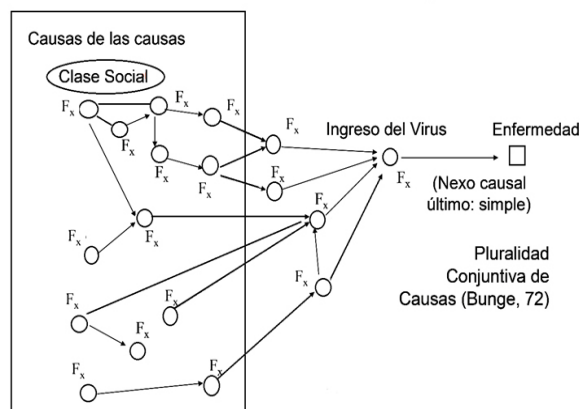 Causas de las causas
Clase Social
Fx
Fx
Fx
Fx
Fx
Ingreso del Virus
Enfermedad
Fx
Fx
Fx
Fx
(Nexo causal
último: simple)
Fx
Fx
Fx
Pluralidad
Conjuntiva de
Causas (Bunge, 72)
Fx
Fx
Fx
Fx
Fx
Fx